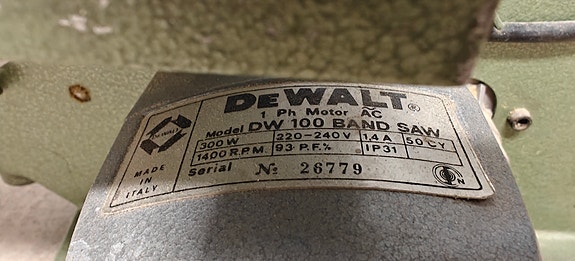 DEWALT®
1 Ph Motor AC
Model DW 100 BAND SAW
300 W 220-240V 1.4 A 50 CY
1400 R.P.M. 93 P.F.% IP31
Serial № 26779
MADE IN ITALY
N